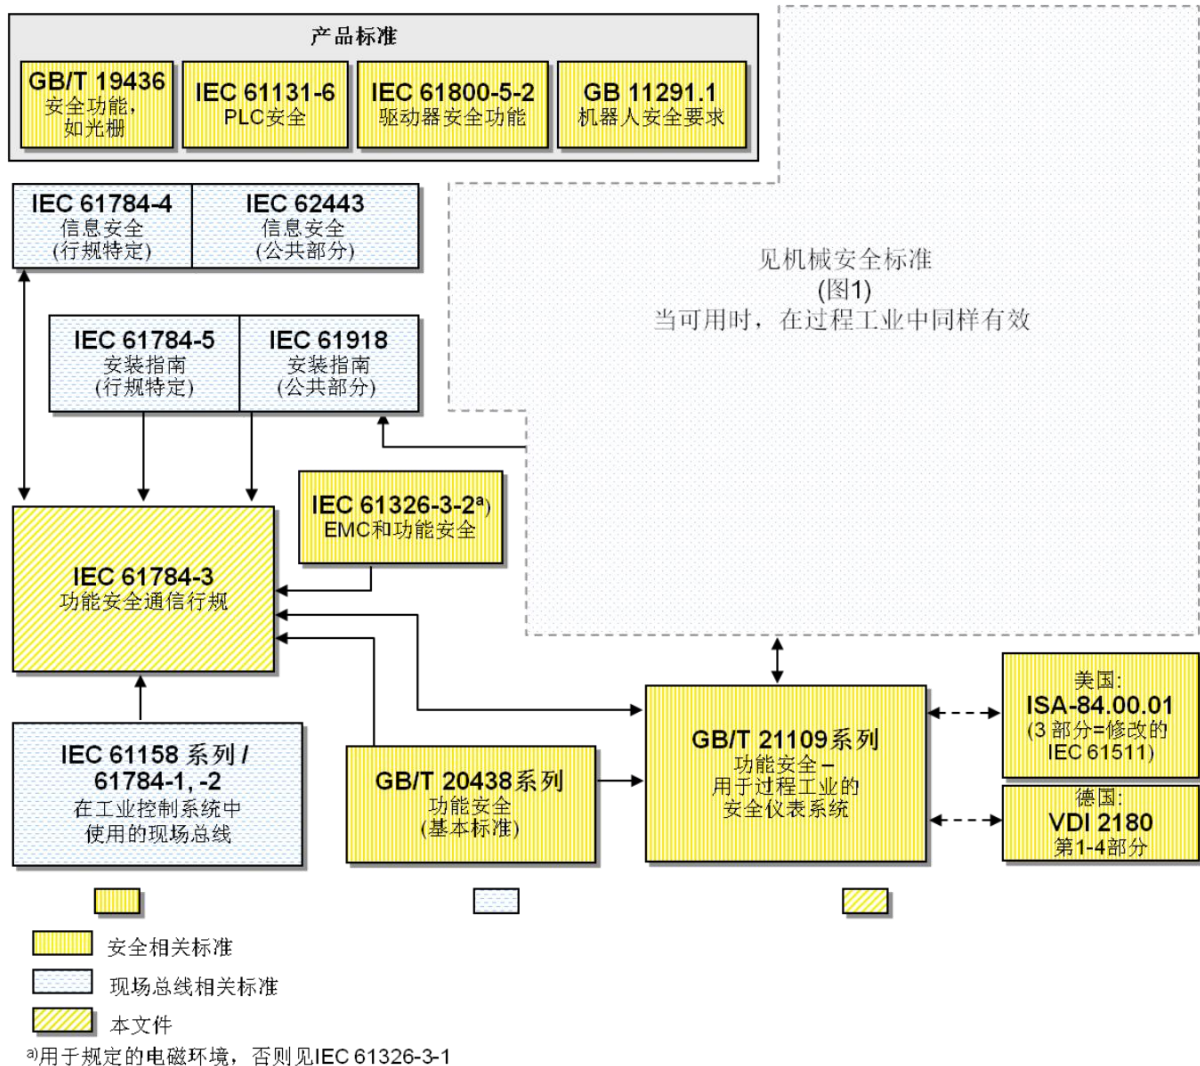 产品标准
GB/T 19436
安全功能，
如光栅
IEC 61131-6
PLC安全
IEC 61800-5-2
驱动器安全功能
GB 11291.1
机器人安全要求
IEC 61784-4
信息安全
(行规特定)
IEC 62443
信息安全
(公共部分)
见机械安全标准
(图1)
当可用时，在过程工业中同样有效
IEC 61784-5
安装指南
(行规特定)
IEC 61918
安装指南
(公共部分)
IEC 61326-3-2ᵃ)
EMC和功能安全
IEC 61784-3
功能安全通信行规
IEC 61158 系列 /
61784-1, -2
在工业控制系统中
使用的现场总线
GB/T 20438系列
功能安全
(基本标准)
GB/T 21109系列
功能安全–
用于过程工业的
安全仪表系统
美国:
ISA-84.00.01
(3 部分=修改的
IEC 61511)
德国:
VDI 2180
第1-4部分
安全相关标准
现场总线相关标准
本文件
ᵃ)用于规定的电磁环境，否则见IEC 61326-3-1